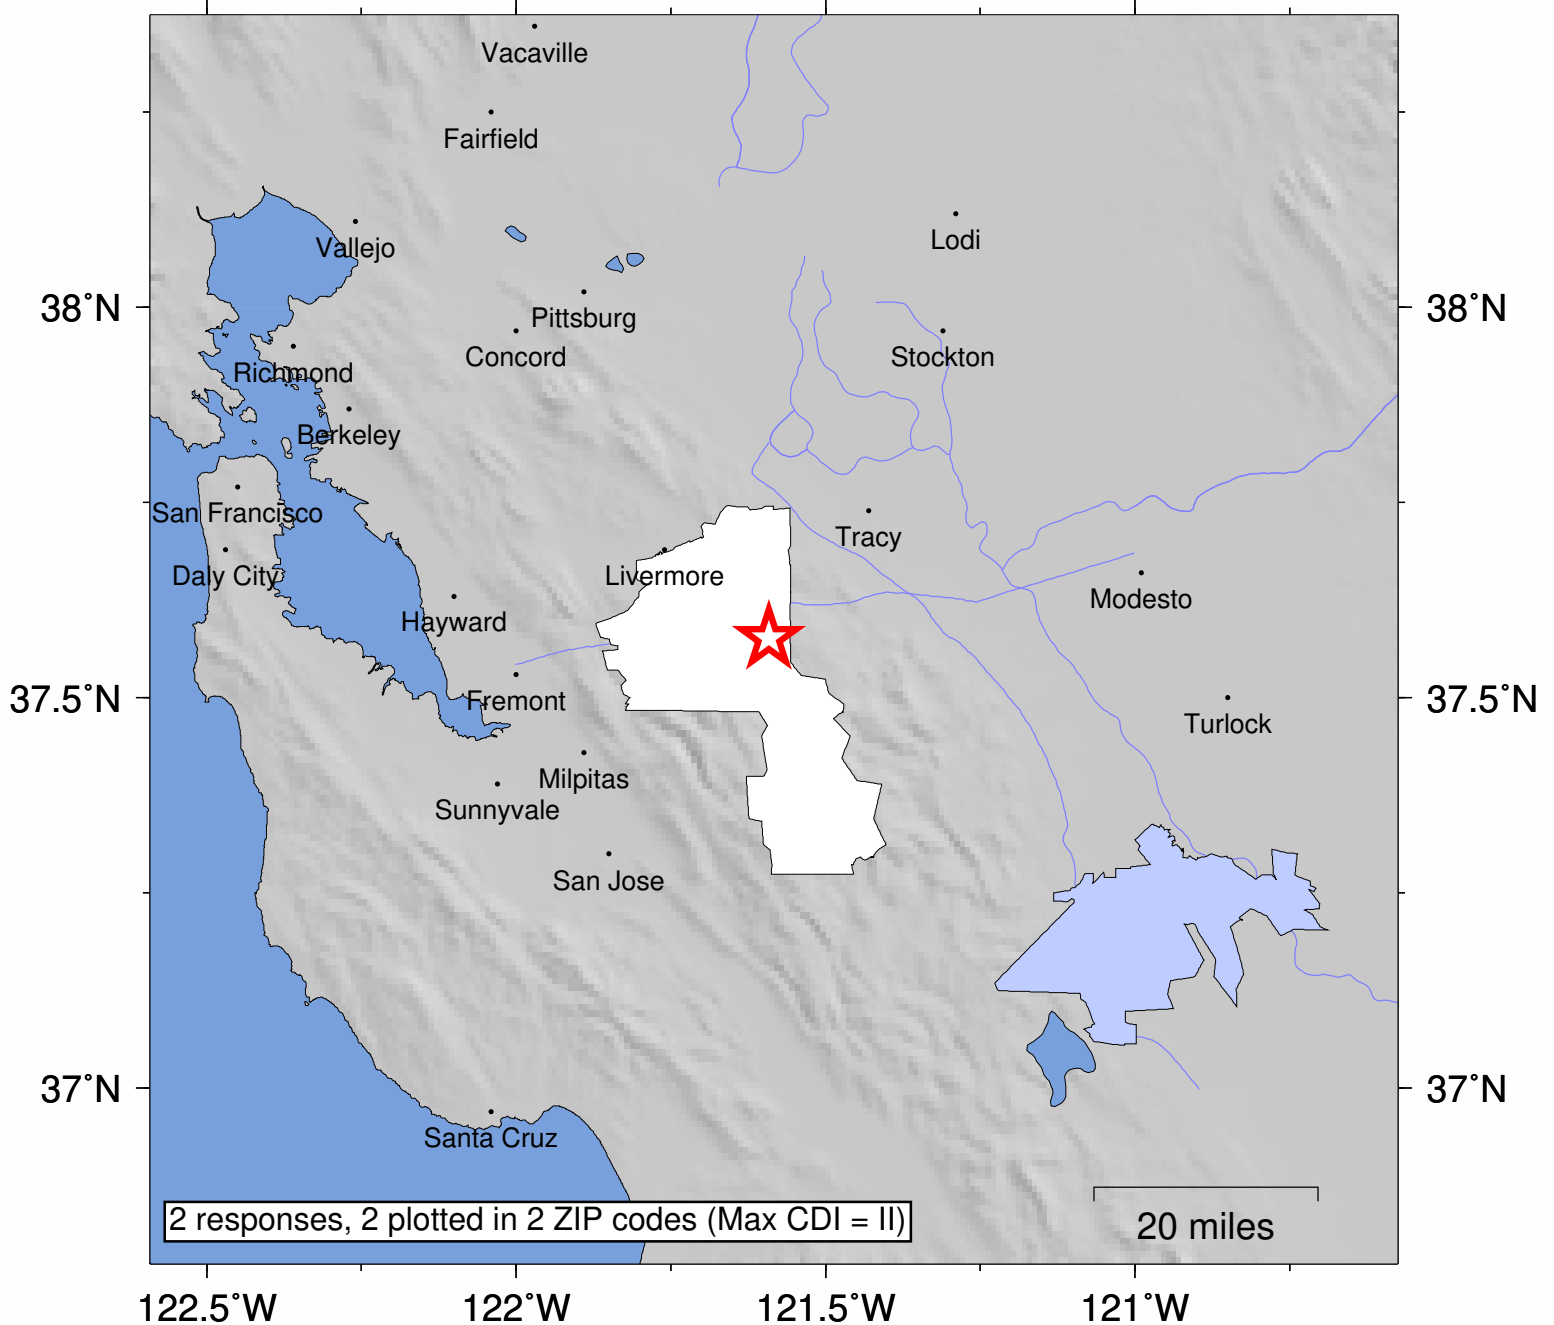 Vacaville
Fairfield
Vallejo
Lodi
38˚N
38˚N
Pittsburg
Concord
Stockton
Richmond
Berkeley
San Francisco
Tracy
Daly City
Livermore
Modesto
Hayward
37.5˚N
Fremont
37.5˚N
Turlock
Milpitas
Sunnyvale
San Jose
37˚N
37˚N
Santa Cruz
2 responses, 2 plotted in 2 ZIP codes (Max CDI = II)
20 miles
122.5˚W
122˚W
121.5˚W
121˚W